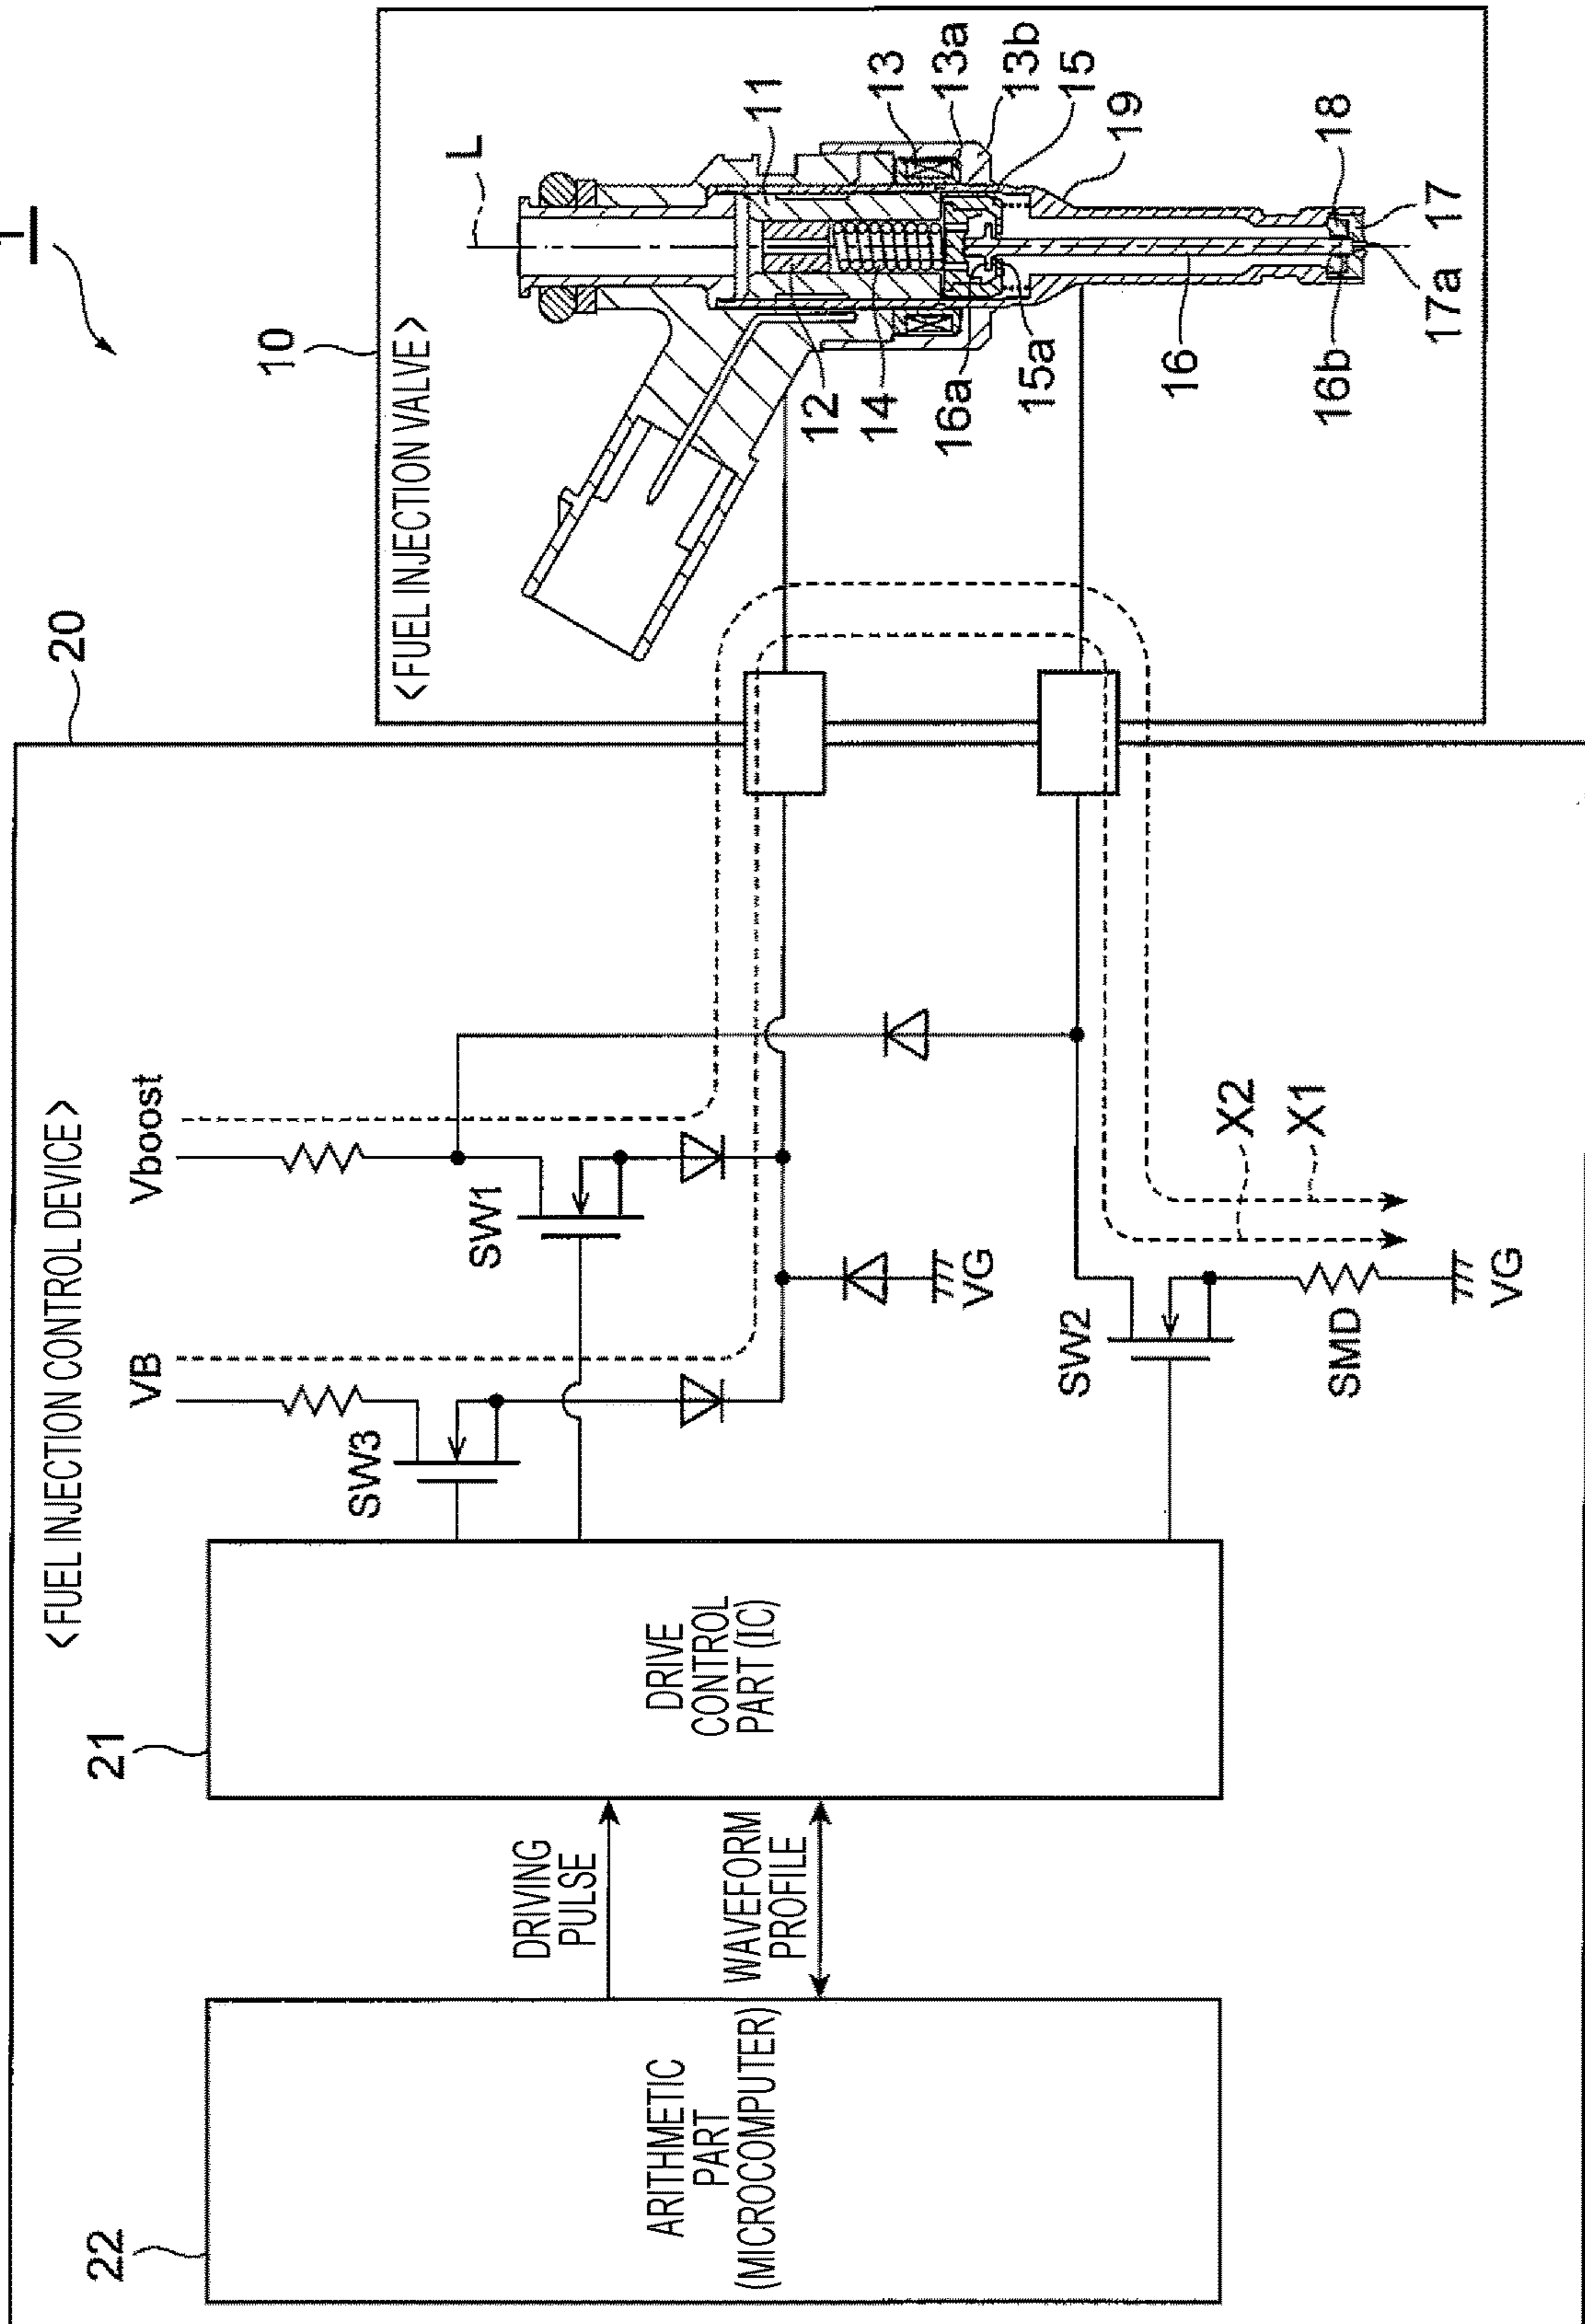 1
20
<FUEL INJECTION CONTROL DEVICE>
10
<FUEL INJECTION VALVE>
22
ARITHMETIC
PART
(MICROCOMPUTER)
DRIVING
PULSE
WAVEFORM
PROFILE
21
DRIVE
CONTROL
PART (IC)
VB
SW3
Vboost
SW1
VG
SW2
SMD
VG
X2
X1
L
11
12
14
13
13a
13b
15
16a
15a
19
16
16b
18
17
17a